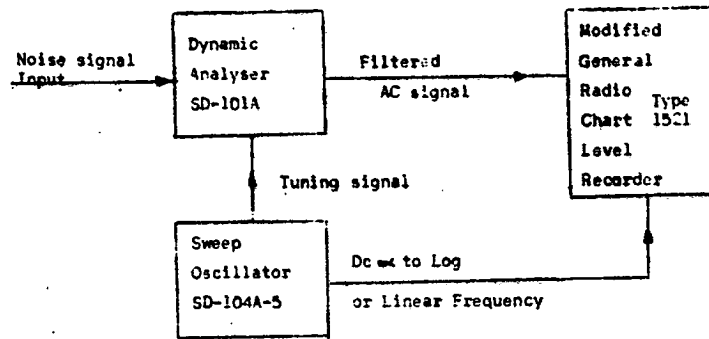 Noise signal
Input
Dynamic
Analyser
SD-101A
Filtered
AC signal
Modified
General
Radio
Chart
Type
1521
Level
Recorder
Tuning signal
Sweep
Oscillator
SD-104A-5
Dc ∝ to Log
or Linear Frequency